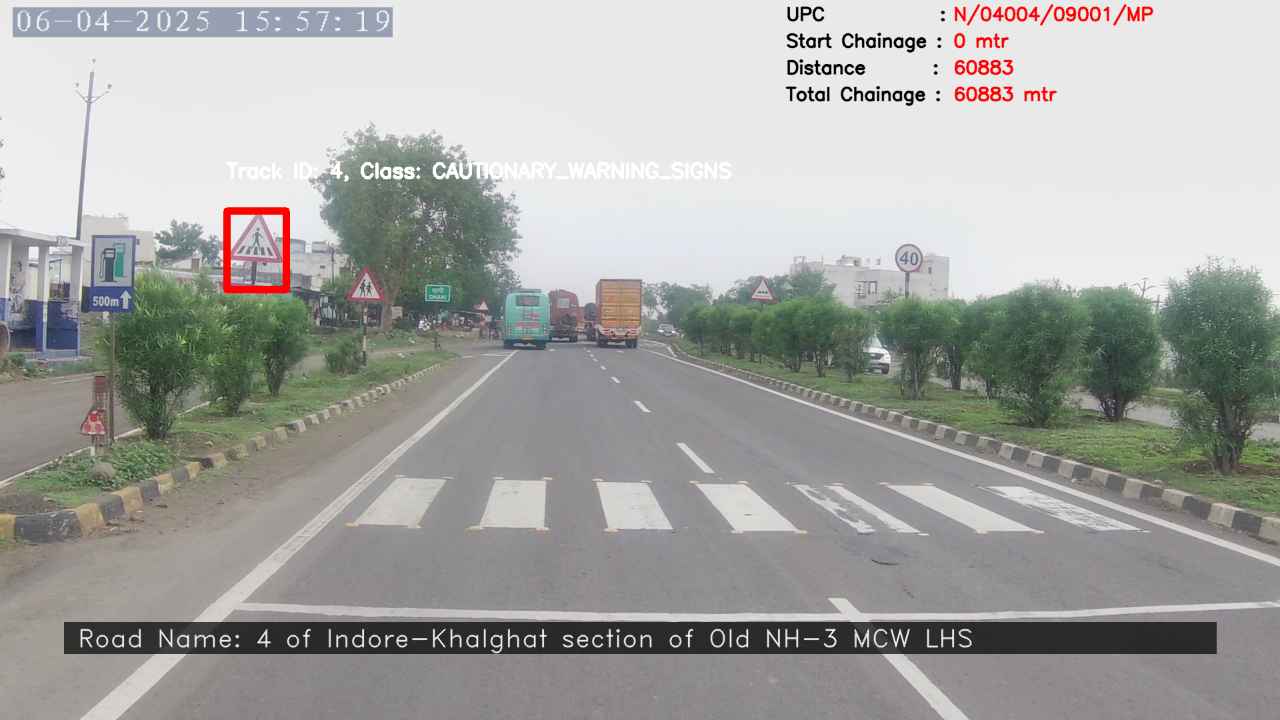 06-04-2025 15:57:19
UPC : N/04004/09001/MP
Start Chainage : 0 mtr
Distance : 60883
Total Chainage : 60883 mtr
Track ID: 4, Class: CAUTIONARY_WARNING_SIGNS
40
500m
Road Name: 4 of Indore-Khalghat section of Old NH-3 MCW LHS